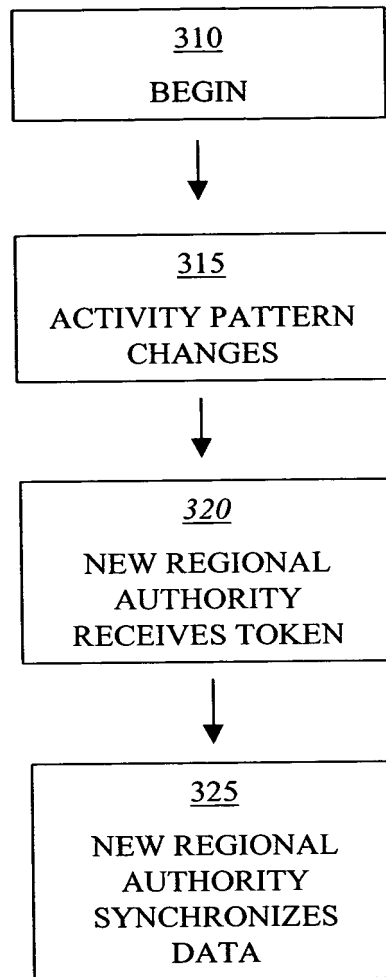 310
BEGIN
315
ACTIVITY PATTERN
CHANGES
320
NEW REGIONAL
AUTHORITY
RECEIVES TOKEN
325
NEW REGIONAL
AUTHORITY
SYNCHRONIZES
DATA